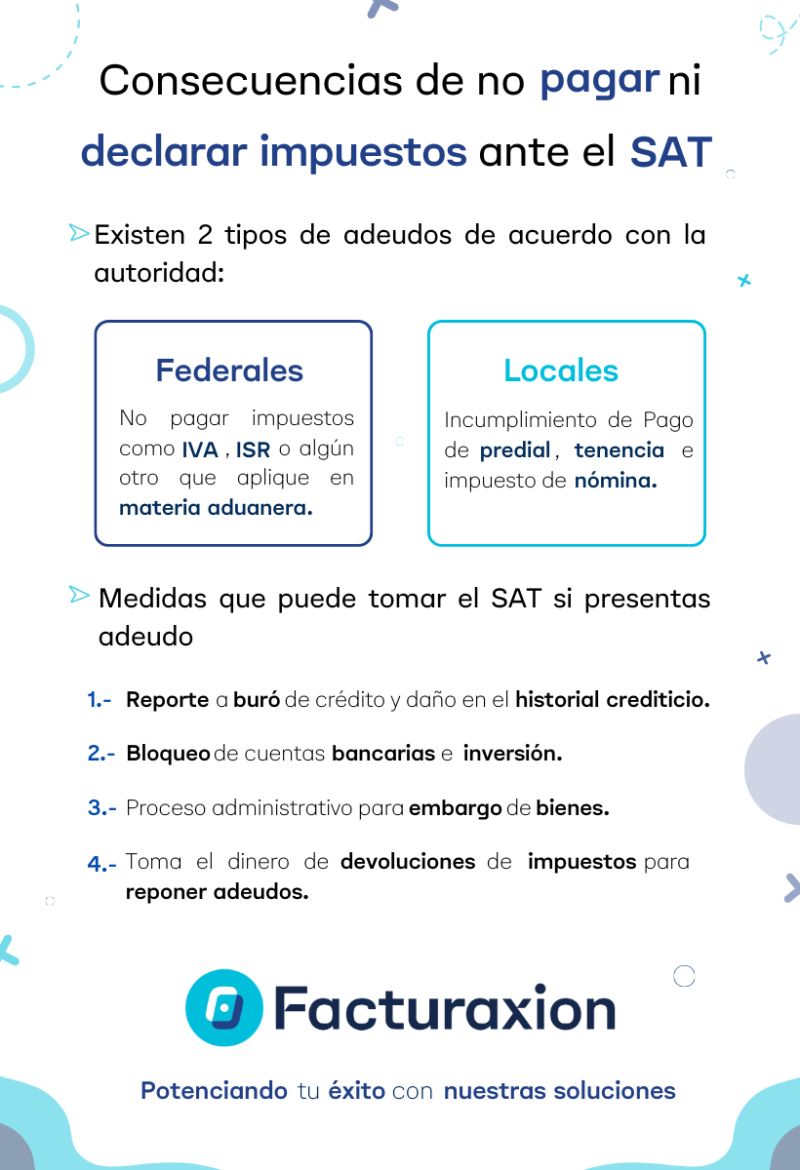 Consecuencias de no pagar ni
declarar impuestos ante el SAT
Existen 2 tipos de adeudos de acuerdo con la
autoridad:
Federales
No pagar impuestos
como IVA , ISR o algún
otro que aplique en
materia aduanera.
Locales
Incumplimiento de Pago
de predial , tenencia e
impuesto de nómina.
Medidas que puede tomar el SAT si presentas
adeudo
1.- Reporte a buró de crédito y daño en el historial crediticio.
2.- Bloqueo de cuentas bancarias e inversión.
3.- Proceso administrativo para embargo de bienes.
4.- Toma el dinero de devoluciones de impuestos para
reponer adeudos.
Facturaxion
Potenciando tu éxito con nuestras soluciones